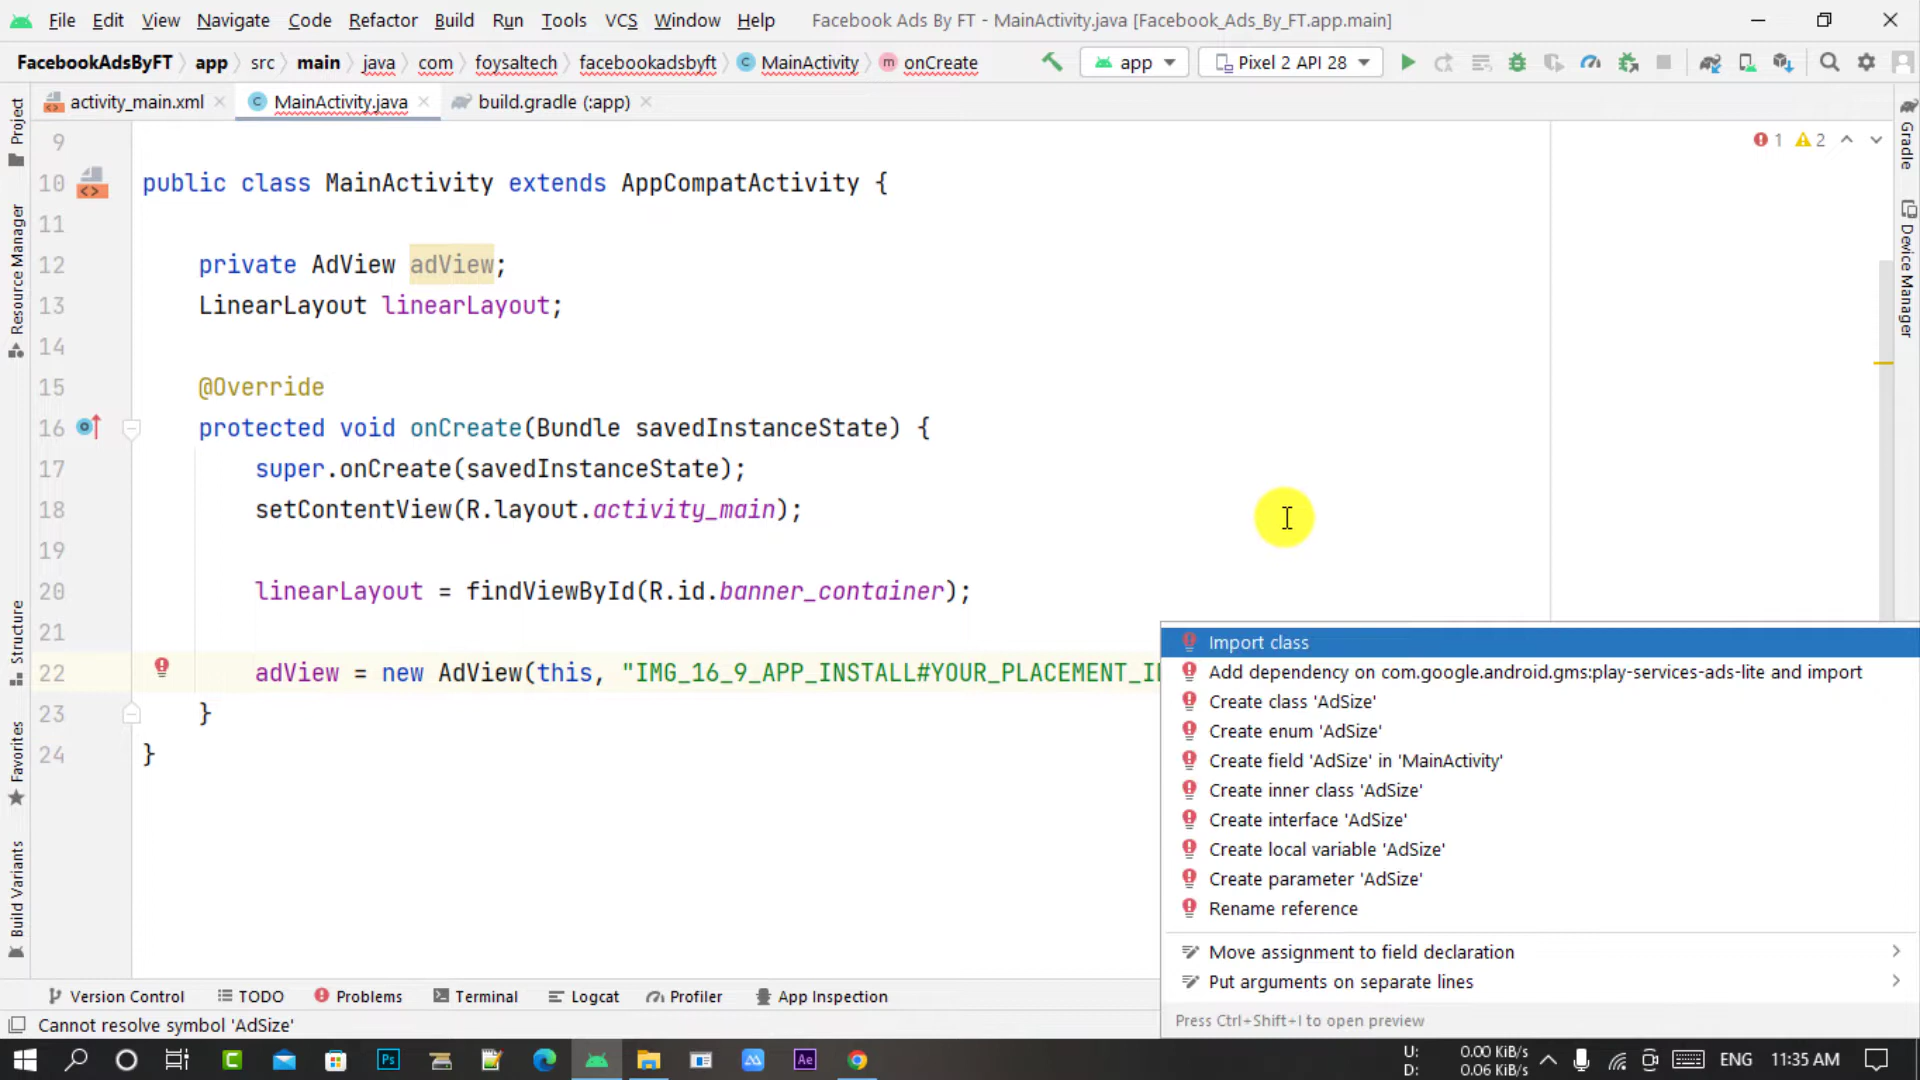 File Edit View Navigate Code Refactor Build Run Tools VCS Window Help Facebook Ads By FT - MainActivity.java [Facebook_Ads_By_FT.app.main]
FacebookAdsByFT app src main java com foysaltech facebookadsbyft MainActivity onCreate app Pixel 2 API 28
activity_main.xml MainActivity.java build.gradle (:app)
Project
Resource Manager
Structure
Favorites
Build Variants
Gradle
Device Manager
1 2
9
10 public class MainActivity extends AppCompatActivity {
11
12 private AdView adView;
13 LinearLayout linearLayout;
14
15 @Override
16 protected void onCreate(Bundle savedInstanceState) {
17 super.onCreate(savedInstanceState);
18 setContentView(R.layout.activity_main);
19
20 linearLayout = findViewById(R.id.banner_container);
21
22 adView = new AdView(this, "IMG_16_9_APP_INSTALL#YOUR_PLACEMENT_I
23 }
24 }
Import class
Add dependency on com.google.android.gms:play-services-ads-lite and import
Create class 'AdSize'
Create enum 'AdSize'
Create field 'AdSize' in 'MainActivity'
Create inner class 'AdSize'
Create interface 'AdSize'
Create local variable 'AdSize'
Create parameter 'AdSize'
Rename reference
Move assignment to field declaration
Put arguments on separate lines
Press Ctrl+Shift+I to open preview
Version Control TODO Problems Terminal Logcat Profiler App Inspection
Cannot resolve symbol 'AdSize'
U: 0.00 KiB/s
D: 0.06 KiB/s
ENG 11:35 AM